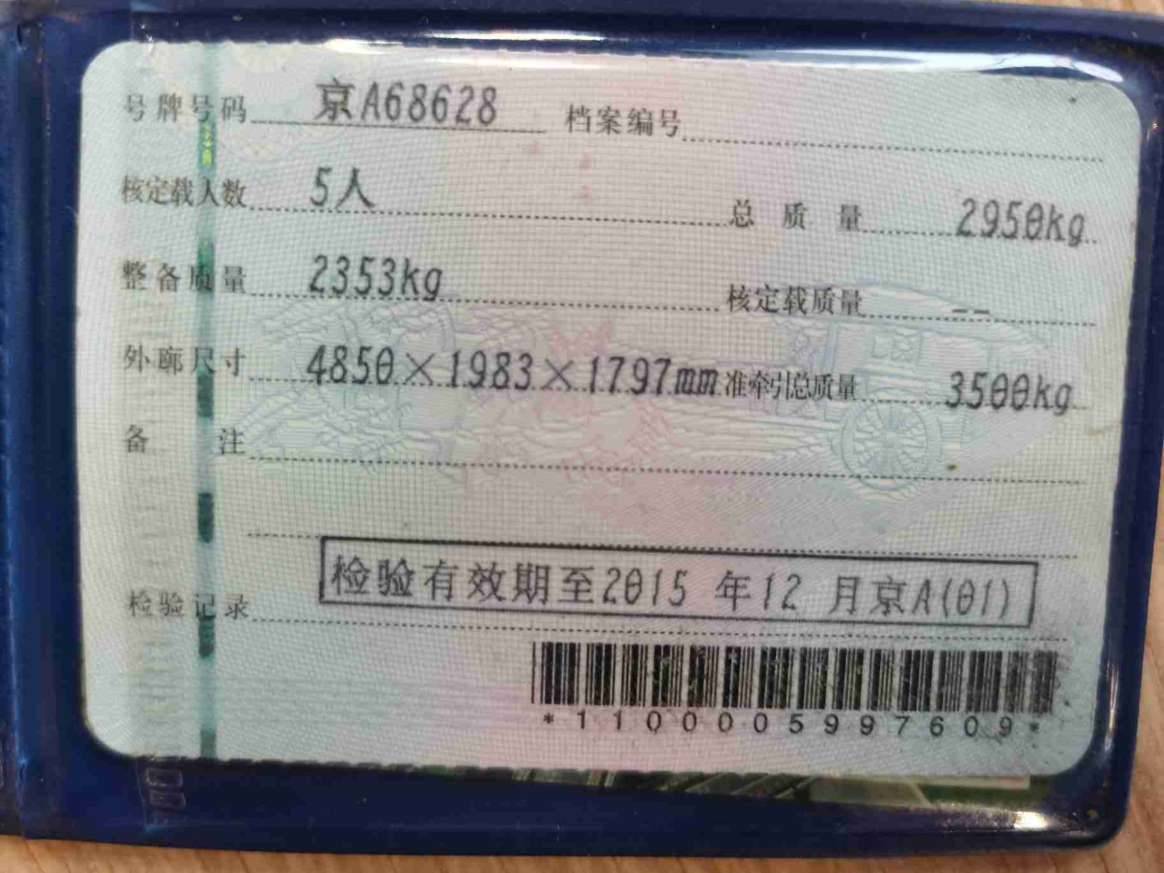 号牌号码 京A68628 档案编号
核定载人数 5人 总质量 2950kg
整备质量 2353kg 核定载质量 --
外廓尺寸 4850×1983×1797mm 准牵引总质量 3500kg
备注
检验记录 检验有效期至2015 年12 月京A(01)
*1100005997609*